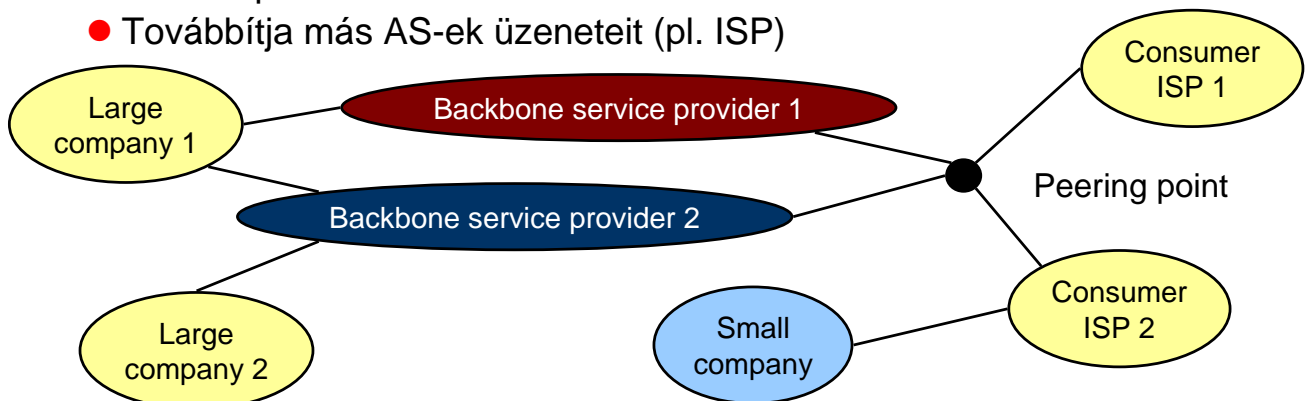 Továbbítja más AS-ek üzeneteit (pl. ISP)
Consumer
ISP 1
Large
company 1
Backbone service provider 1
Peering point
Backbone service provider 2
Consumer
ISP 2
Small
company
Large
company 2